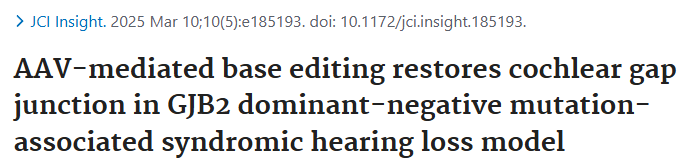 JCI Insight. 2025 Mar 10;10(5):e185193. doi: 10.1172/jci.insight.185193.
AAV-mediated base editing restores cochlear gap
junction in GJB2 dominant-negative mutation-
associated syndromic hearing loss model